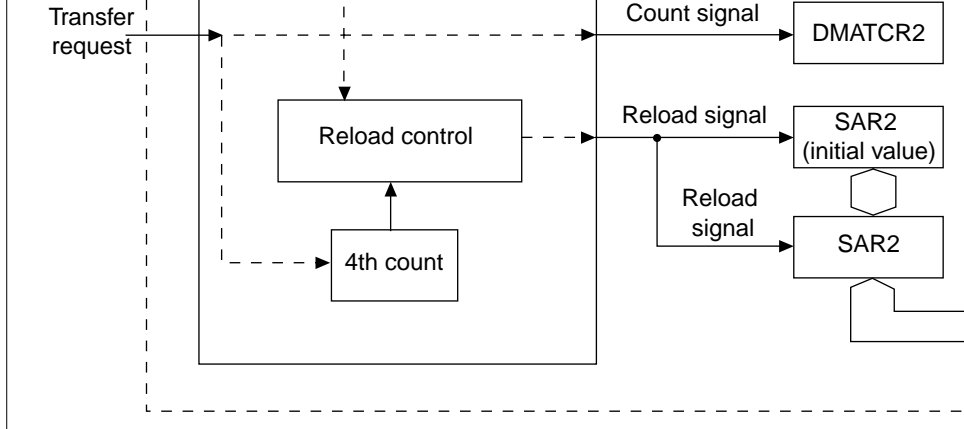 Transfer
request
Count signal
DMATCR2
Reload control
Reload signal
SAR2
(initial value)
Reload
signal
4th count
SAR2